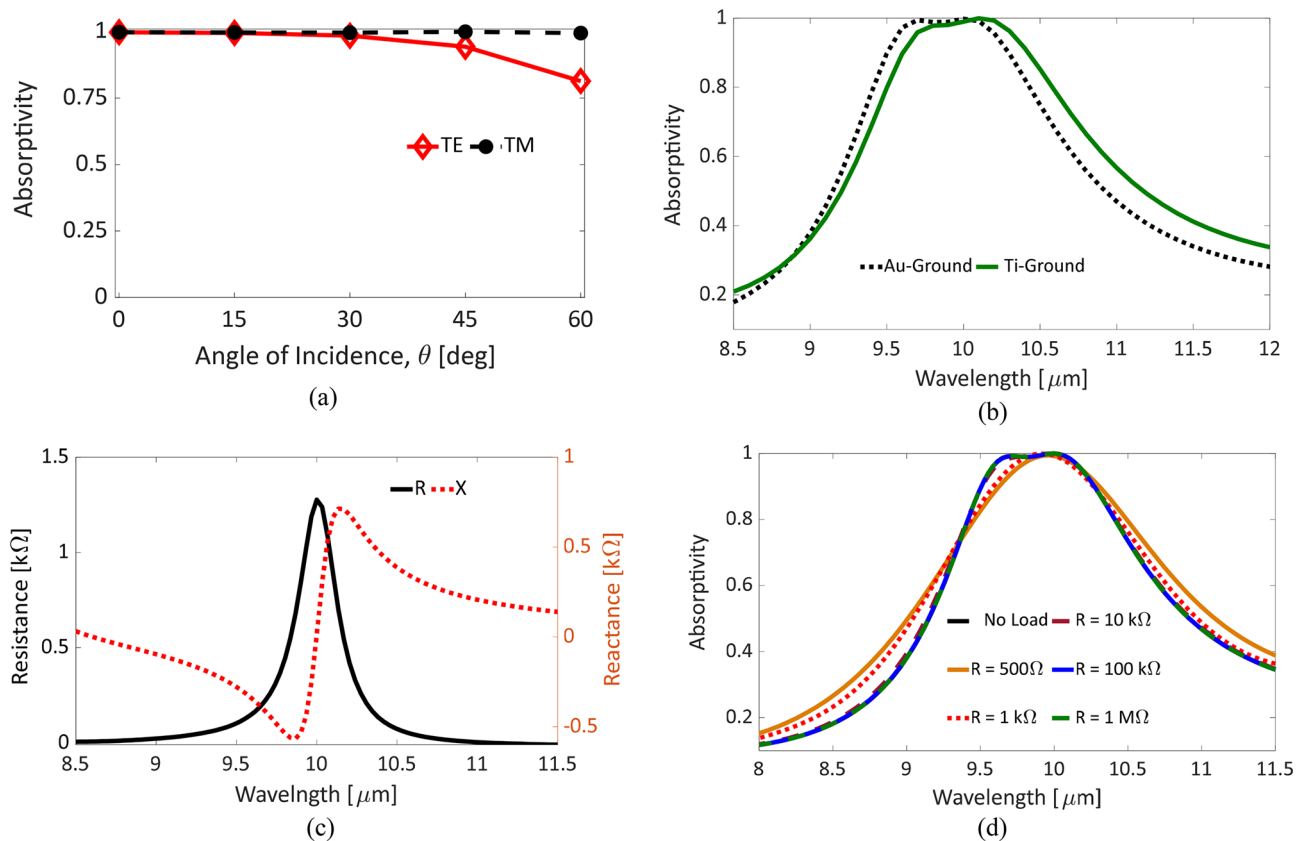 1
0.75
0.5
0.25
0
Absorptivity
TE TM
0 15 30 45 60
Angle of Incidence, θ [deg]
(a)
1
0.8
0.6
0.4
0.2
Absorptivity
Au-Ground Ti-Ground
8.5 9 9.5 10 10.5 11 11.5 12
Wavelength [μm]
(b)
1.5
1
0.5
0
Resistance [kΩ]
R X
1
0.5
0
-0.5
Reactance [kΩ]
8.5 9 9.5 10 10.5 11 11.5
Wavelngth [μm]
(c)
1
0.8
0.6
0.4
0.2
Absorptivity
No Load R = 10 kΩ
R = 500Ω R = 100 kΩ
R = 1 kΩ R = 1 MΩ
8 8.5 9 9.5 10 10.5 11 11.5
Wavelength [μm]
(d)